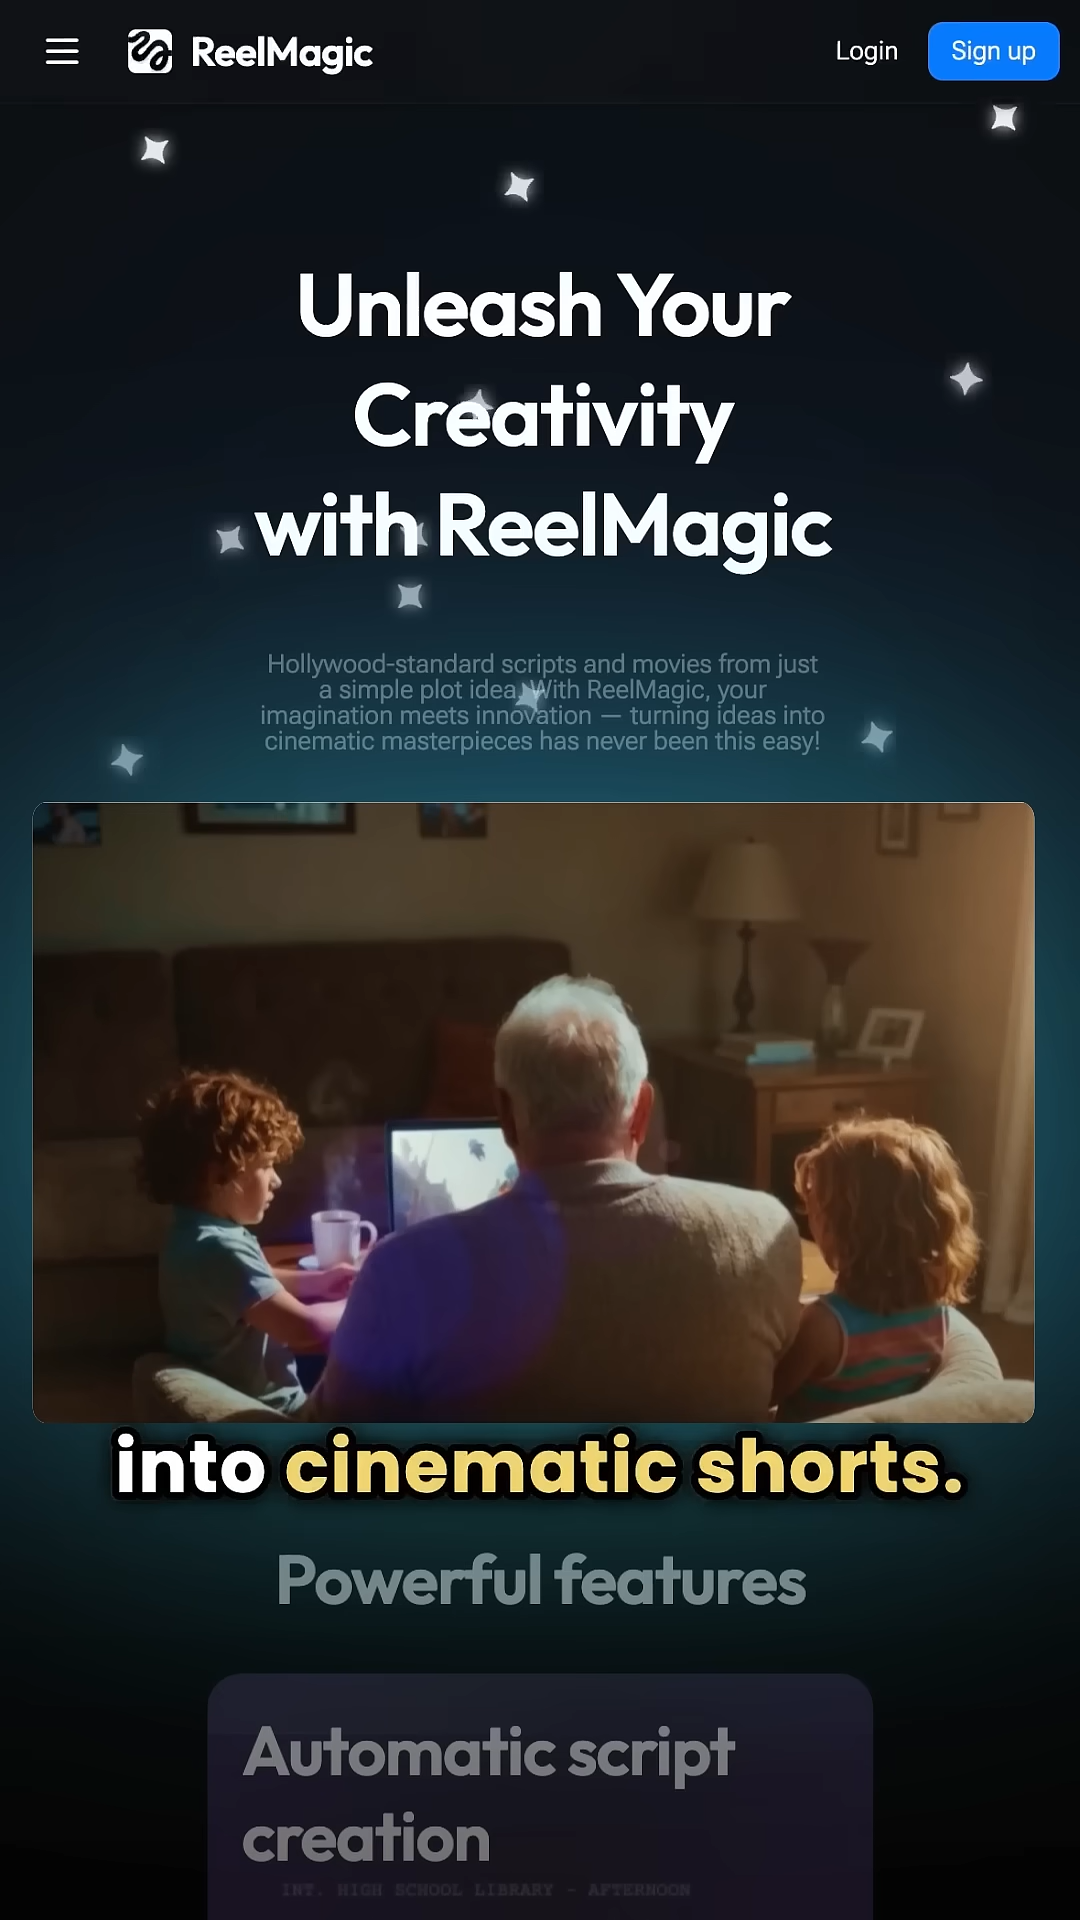 ReelMagic
Login
Sign up
Unleash Your
Creativity
with ReelMagic
Hollywood-standard scripts and movies from just
a simple plot idea. With ReelMagic, your
imagination meets innovation — turning ideas into
cinematic masterpieces has never been this easy!
into cinematic shorts.
Powerful features
Automatic script
creation
INT. HIGH SCHOOL LIBRARY - AFTERNOON